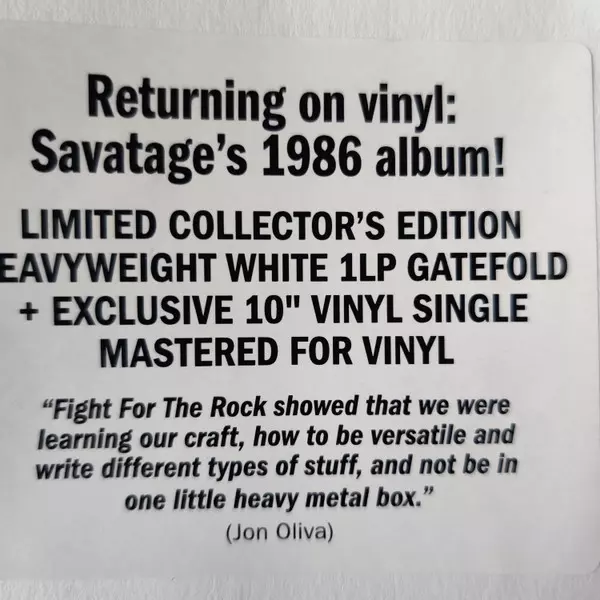 Returning on vinyl:
Savatage's 1986 album!
LIMITED COLLECTOR'S EDITION
EAVYWEIGHT WHITE 1LP GATEFOLD
+ EXCLUSIVE 10" VINYL SINGLE
MASTERED FOR VINYL
“Fight For The Rock showed that we were
learning our craft, how to be versatile and
write different types of stuff, and not be in
one little heavy metal box.”
(Jon Oliva)